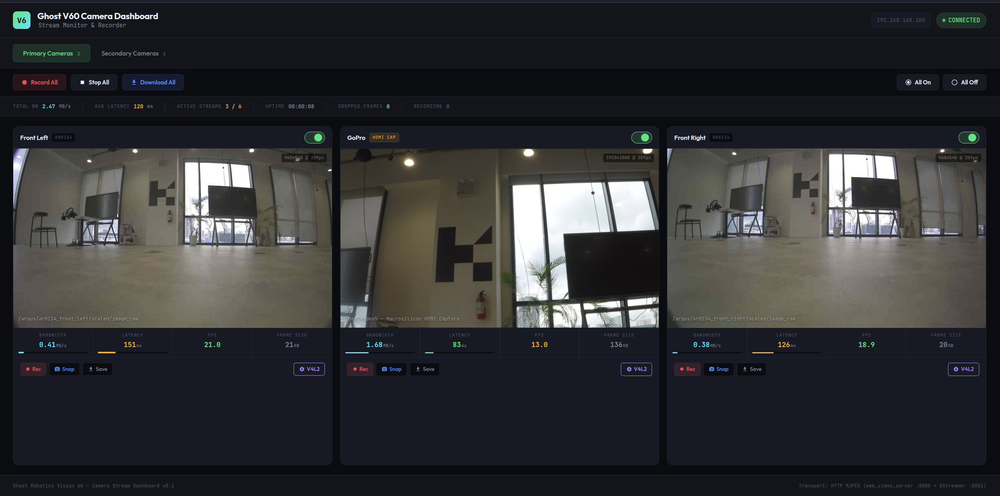 V6
Ghost V60 Camera Dashboard
Stream Monitor & Recorder
192.168.168.105
CONNECTED
Primary Cameras 3
Secondary Cameras 3
Record All
Stop All
Download All
All On
All Off
TOTAL BW 2.47 MB/s
AVG LATENCY 120 ms
ACTIVE STREAMS 3 / 6
UPTIME 00:00:08
DROPPED FRAMES 0
RECORDING 0
Front Left AR0234
960x540 @ 20fps
/argus/ar0234_front_left/scaled/image_raw
BANDWIDTH LATENCY FPS FRAME SIZE
0.41MB/s 151ms 21.0 21KB
Rec Snap Save V4L2
GoPro HDMI CAP
1920x1080 @ 30fps
/dev/video5 — Macrosilicon HDMI Capture
BANDWIDTH LATENCY FPS FRAME SIZE
1.68MB/s 83ms 13.0 136KB
Rec Snap Save V4L2
Front Right AR0234
960x540 @ 20fps
/argus/ar0234_front_right/scaled/image_raw
BANDWIDTH LATENCY FPS FRAME SIZE
0.38MB/s 126ms 18.9 20KB
Rec Snap Save V4L2
Ghost Robotics Vision 60 — Camera Stream Dashboard v0.1
Transport: HTTP MJPEG (web_video_server :8080 + GStreamer :8081)